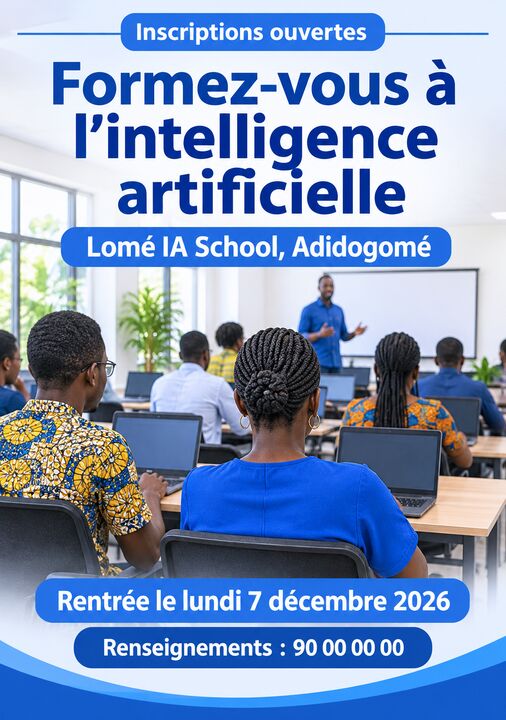 Inscriptions ouvertes
Formez-vous à
l’intelligence
artificielle
Lomé IA School, Adidogomé
Rentrée le lundi 7 décembre 2026
Renseignements : 90 00 00 00